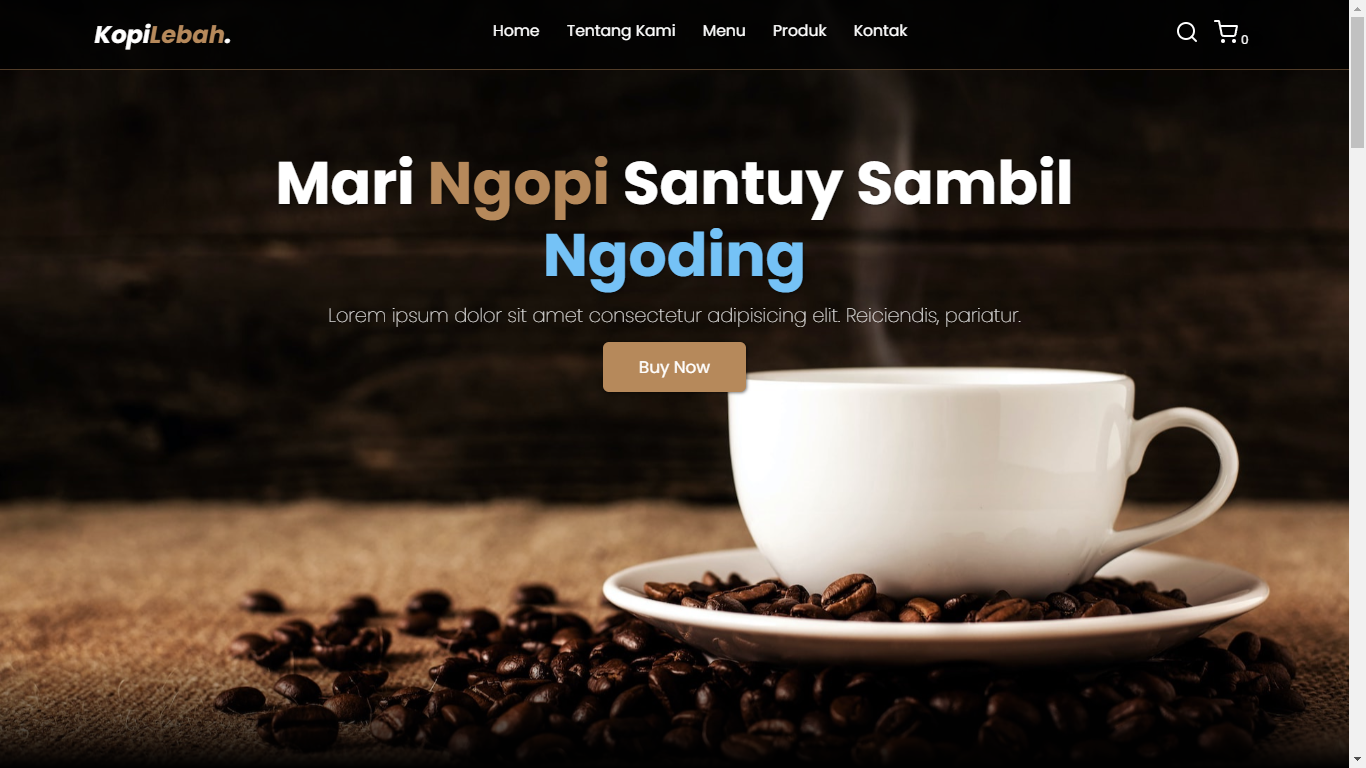 KopiLebah.
Home Tentang Kami Menu Produk Kontak
0
Mari Ngopi Santuy Sambil
Ngoding
Lorem ipsum dolor sit amet consectetur adipisicing elit. Reiciendis, pariatur.
Buy Now